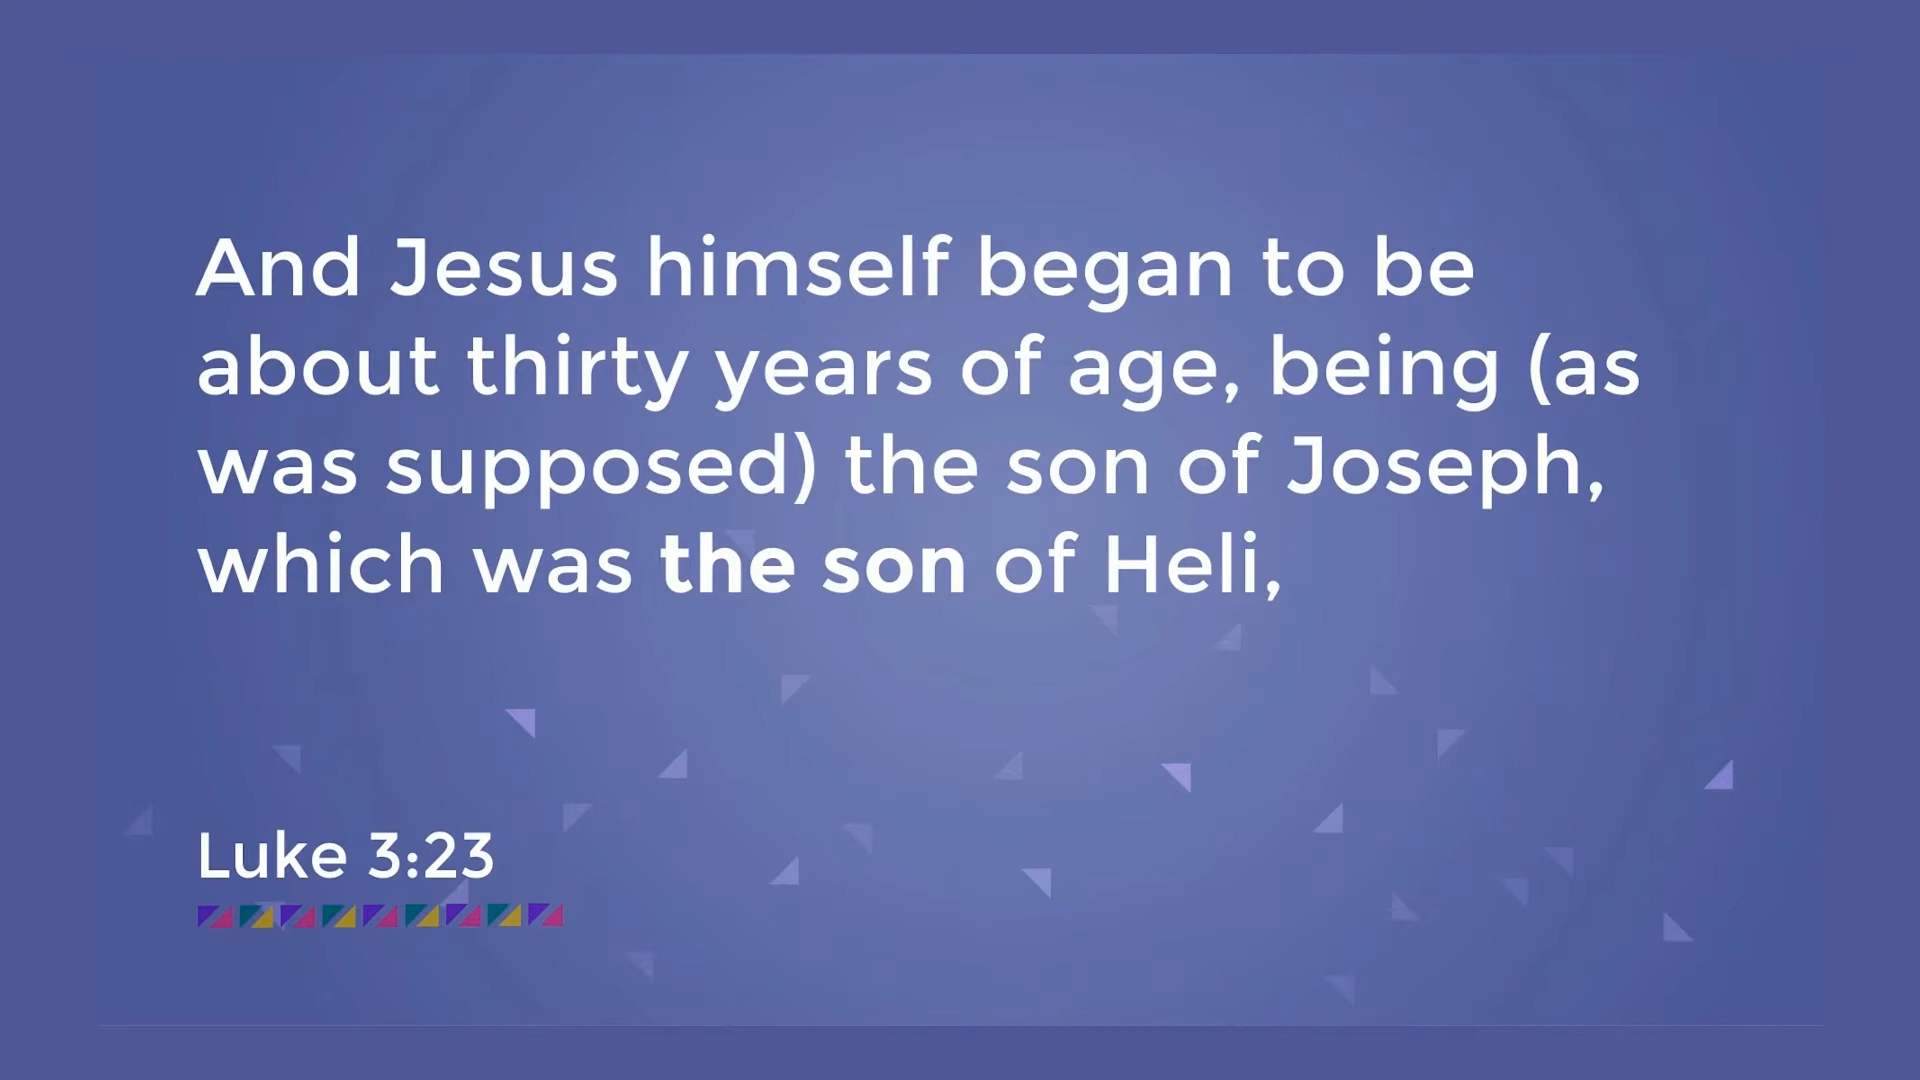 And Jesus himself began to be
about thirty years of age, being (as
was supposed) the son of Joseph,
which was the son of Heli,
Luke 3:23